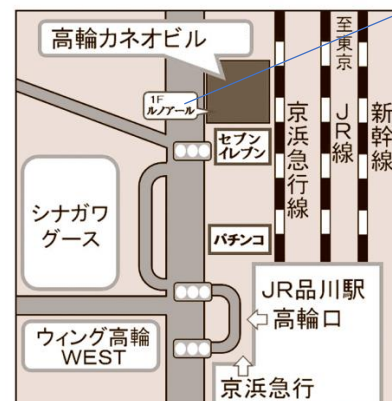 高輪カネオビル
1F
ルノアール
至東京
セブン
イレブン
京浜急行線
JR線
新幹線
シナガワ
グース
パチンコ
JR品川駅
高輪口
ウィング高輪
WEST
京浜急行